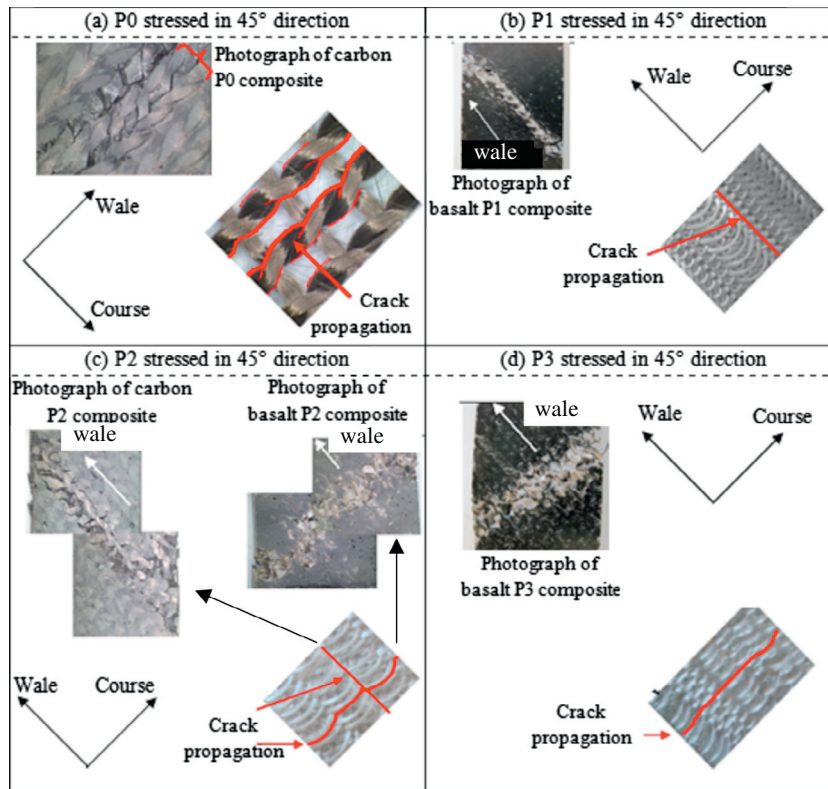 (a) P0 stressed in 45° direction
Photograph of carbon
P0 composite
Wale
Course
Crack
propagation
(b) P1 stressed in 45° direction
wale
Photograph of
basalt P1 composite
Wale
Course
Crack
propagation
(c) P2 stressed in 45° direction
Photograph of carbon
P2 composite
wale
Photograph of
basalt P2 composite
wale
Wale
Course
Crack
propagation
(d) P3 stressed in 45° direction
wale
Photograph of
basalt P3 composite
Wale
Course
Crack
propagation